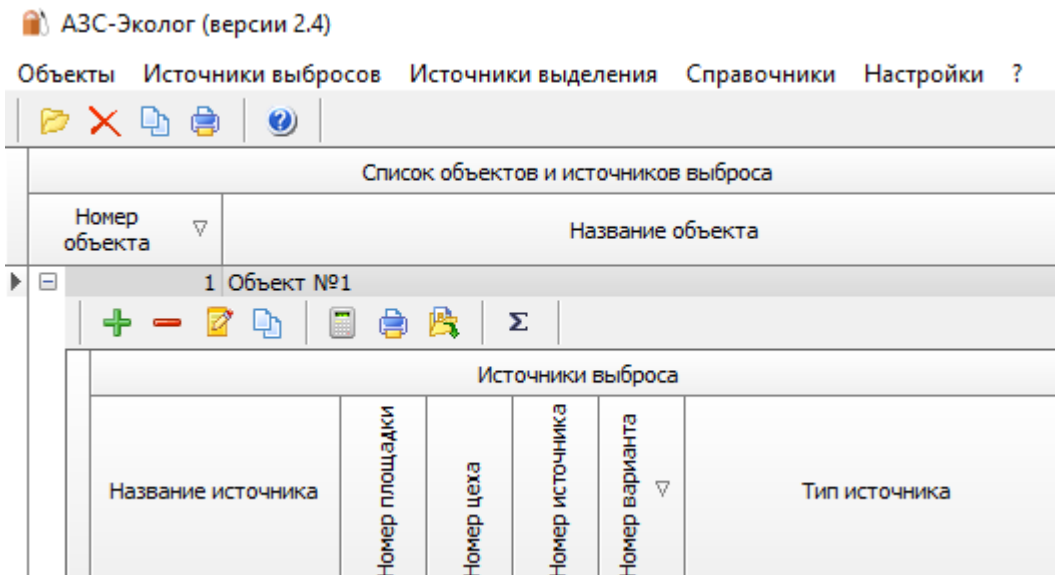 АЗС-Эколог (версии 2.4)
Объекты Источники выбросов Источники выделения Справочники Настройки ?
Список объектов и источников выброса
Номер объекта
Название объекта
1 Объект №1
Σ
Источники выброса
Название источника
Номер площадки
Номер цеха
Номер источника
Номер варианта
Тип источника